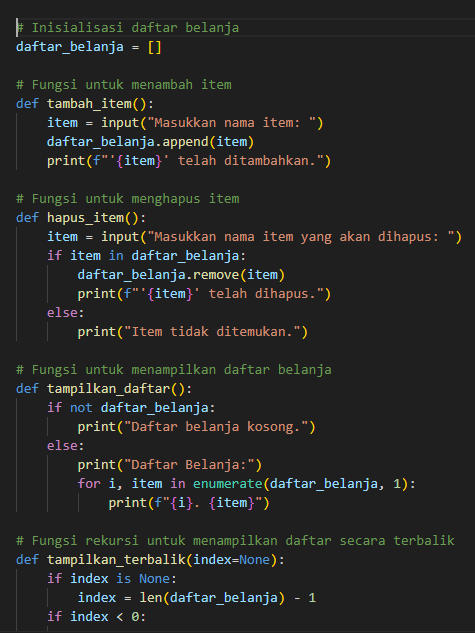 # Inisialisasi daftar belanja
daftar_belanja = []
# Fungsi untuk menambah item
def tambah_item():
    item = input("Masukkan nama item: ")
    daftar_belanja.append(item)
    print(f"'{item}' telah ditambahkan.")
# Fungsi untuk menghapus item
def hapus_item():
    item = input("Masukkan nama item yang akan dihapus: ")
    if item in daftar_belanja:
        daftar_belanja.remove(item)
        print(f"'{item}' telah dihapus.")
    else:
        print("Item tidak ditemukan.")
# Fungsi untuk menampilkan daftar belanja
def tampilkan_daftar():
    if not daftar_belanja:
        print("Daftar belanja kosong.")
    else:
        print("Daftar Belanja:")
        for i, item in enumerate(daftar_belanja, 1):
            print(f"{i}. {item}")
# Fungsi rekursi untuk menampilkan daftar secara terbalik
def tampilkan_terbalik(index=None):
    if index is None:
        index = len(daftar_belanja) - 1
    if index < 0: